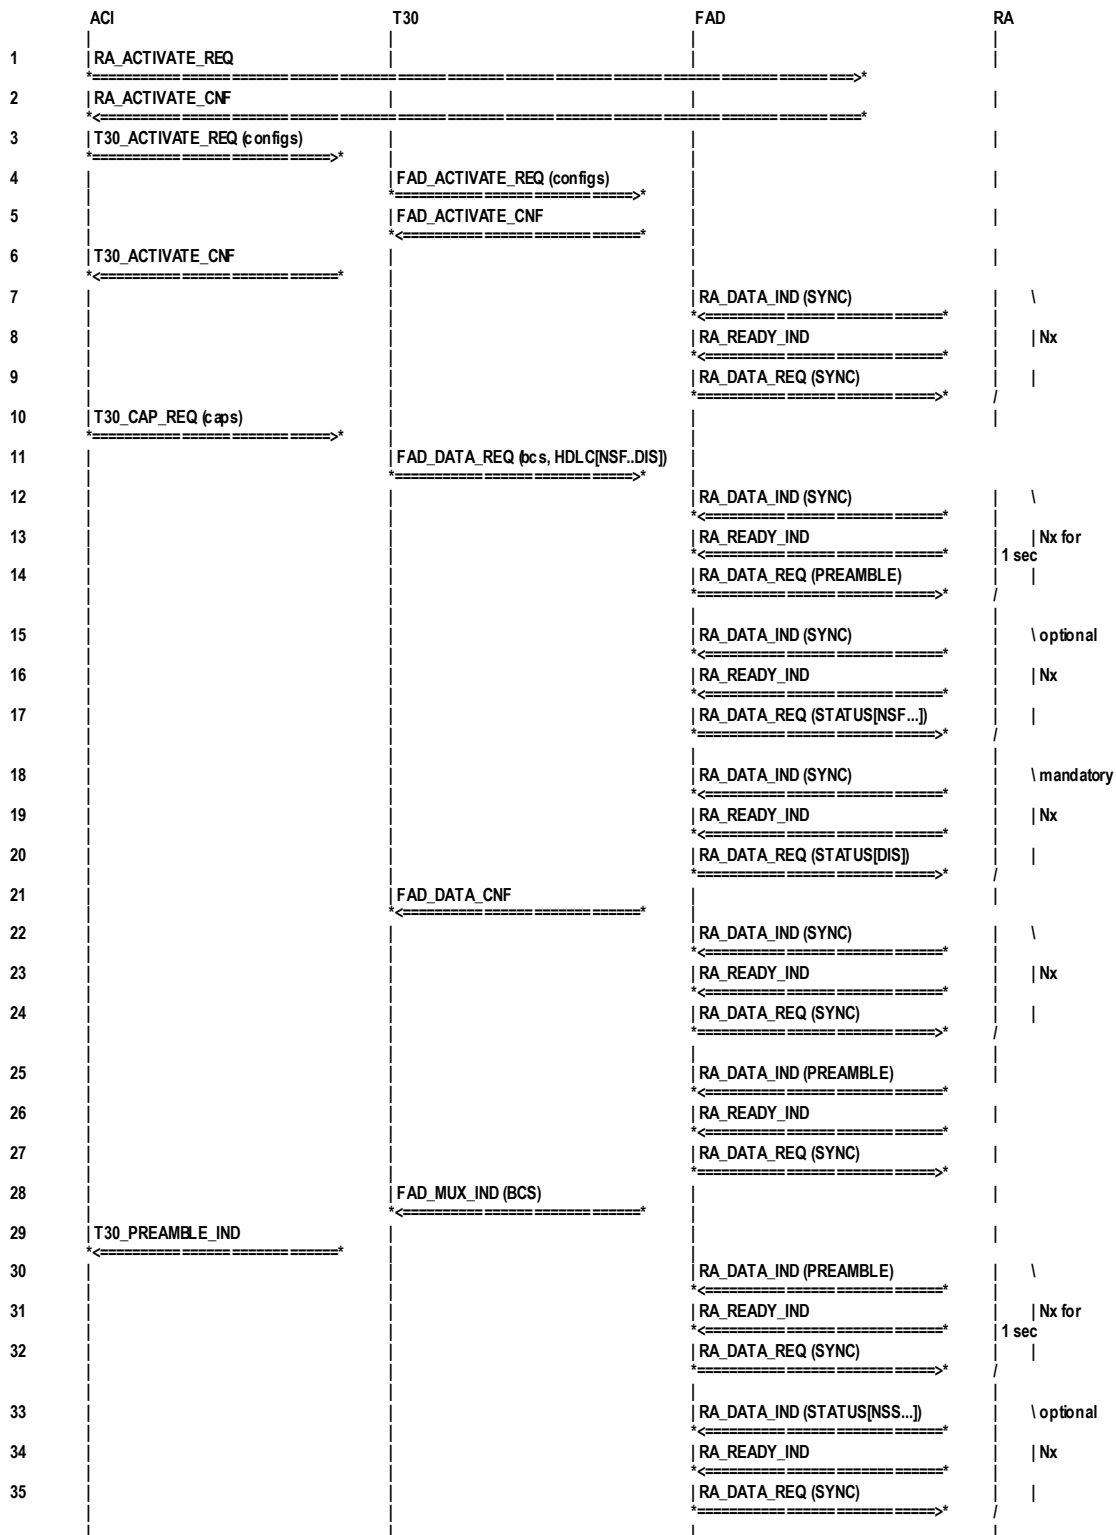 ACI T30 FAD RA
1 RA_ACTIVATE_REQ
2 RA_ACTIVATE_CNF
3 T30_ACTIVATE_REQ (configs)
4 FAD_ACTIVATE_REQ (configs)
5 FAD_ACTIVATE_CNF
6 T30_ACTIVATE_CNF
7 RA_DATA_IND (SYNC) \
8 RA_READY_IND | Nx
9 RA_DATA_REQ (SYNC) |
/
10 T30_CAP_REQ (caps)
11 FAD_DATA_REQ (bcs, HDLC[NSF..DIS])
12 RA_DATA_IND (SYNC) \
13 RA_READY_IND | Nx for
1 sec
14 RA_DATA_REQ (PREAMBLE) |
/
15 RA_DATA_IND (SYNC) \ optional
16 RA_READY_IND | Nx
17 RA_DATA_REQ (STATUS[NSF...]) |
/
18 RA_DATA_IND (SYNC) \ mandatory
19 RA_READY_IND | Nx
20 RA_DATA_REQ (STATUS[DIS]) |
/
21 FAD_DATA_CNF
22 RA_DATA_IND (SYNC) \
23 RA_READY_IND | Nx
24 RA_DATA_REQ (SYNC) |
/
25 RA_DATA_IND (PREAMBLE)
26 RA_READY_IND
27 RA_DATA_REQ (SYNC)
28 FAD_MUX_IND (BCS)
29 T30_PREAMBLE_IND
30 RA_DATA_IND (PREAMBLE) \
31 RA_READY_IND | Nx for
1 sec
32 RA_DATA_REQ (SYNC) |
/
33 RA_DATA_IND (STATUS[NSS...]) \ optional
34 RA_READY_IND | Nx
35 RA_DATA_REQ (SYNC) |
/